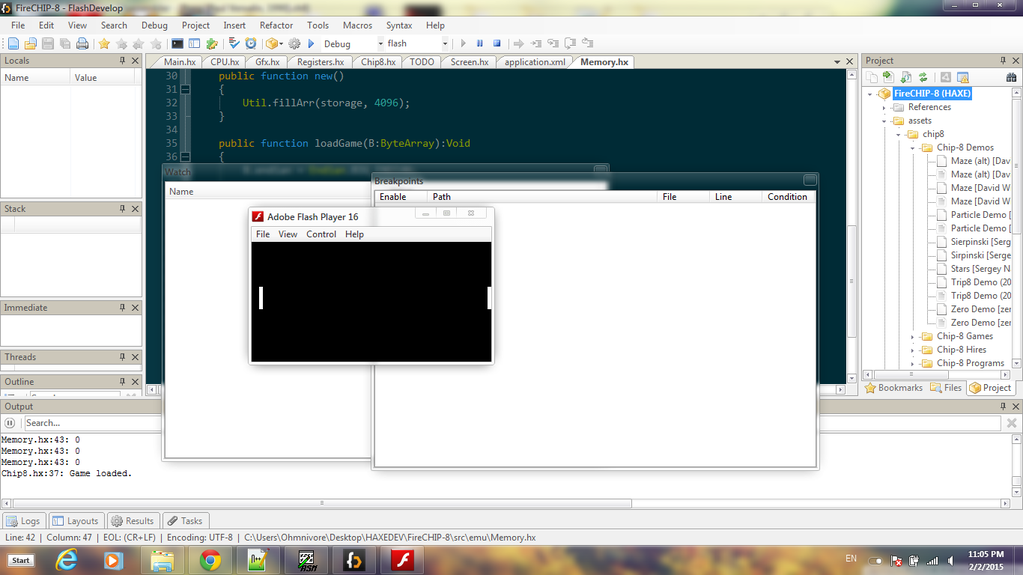 FireCHIP-8 - FlashDevelop
File Edit View Search Debug Project Insert Refactor Tools Macros Syntax Help
Debug flash
Locals
Name Value
Stack
Immediate
Threads
Outline
Main.hx CPU.hx Gfx.hx Registers.hx Chip8.hx TODO Screen.hx application.xml Memory.hx
30 public function new()
31 {
32 Util.fillArr(storage, 4096);
33 }
34
35 public function loadGame(B:ByteArray):Void
36 {
Watch
Name
Breakpoints
Enable Path File Line Condition
Adobe Flash Player 16
File View Control Help
Project
FireCHIP-8 (HAXE)
References
assets
chip8
Chip-8 Demos
Maze (alt) [Dav
Maze (alt) [Dav
Maze [David W
Maze [David W
Particle Demo [
Particle Demo [
Sierpinski [Serge
Sirpinski [Serge
Stars [Sergey N
Trip8 Demo (20
Trip8 Demo (20
Zero Demo [zer
Zero Demo [zer
Chip-8 Games
Chip-8 Hires
Chip-8 Programs
Bookmarks Files Project
Output
Search...
Memory.hx:43: 0
Memory.hx:43: 0
Memory.hx:43: 0
Chip8.hx:37: Game loaded.
Logs Layouts Results Tasks
Line: 42 | Column: 47 | EOL: (CR+LF) | Encoding: UTF-8 | C:\Users\Ohmnivore\Desktop\HAXEDEV\FireCHIP-8\src\emu\Memory.hx
Start
EN
11:05 PM
2/2/2015